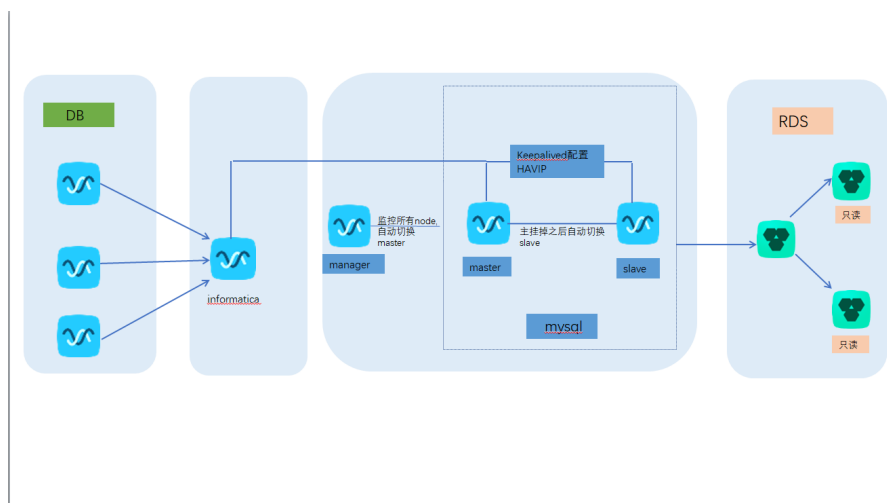 DB
RDS
Keepalived配置
HAVIP
监控所有node,
自动切换
master
主挂掉之后自动切换
slave
只读
manager
master
slave
informatica
mysql
只读